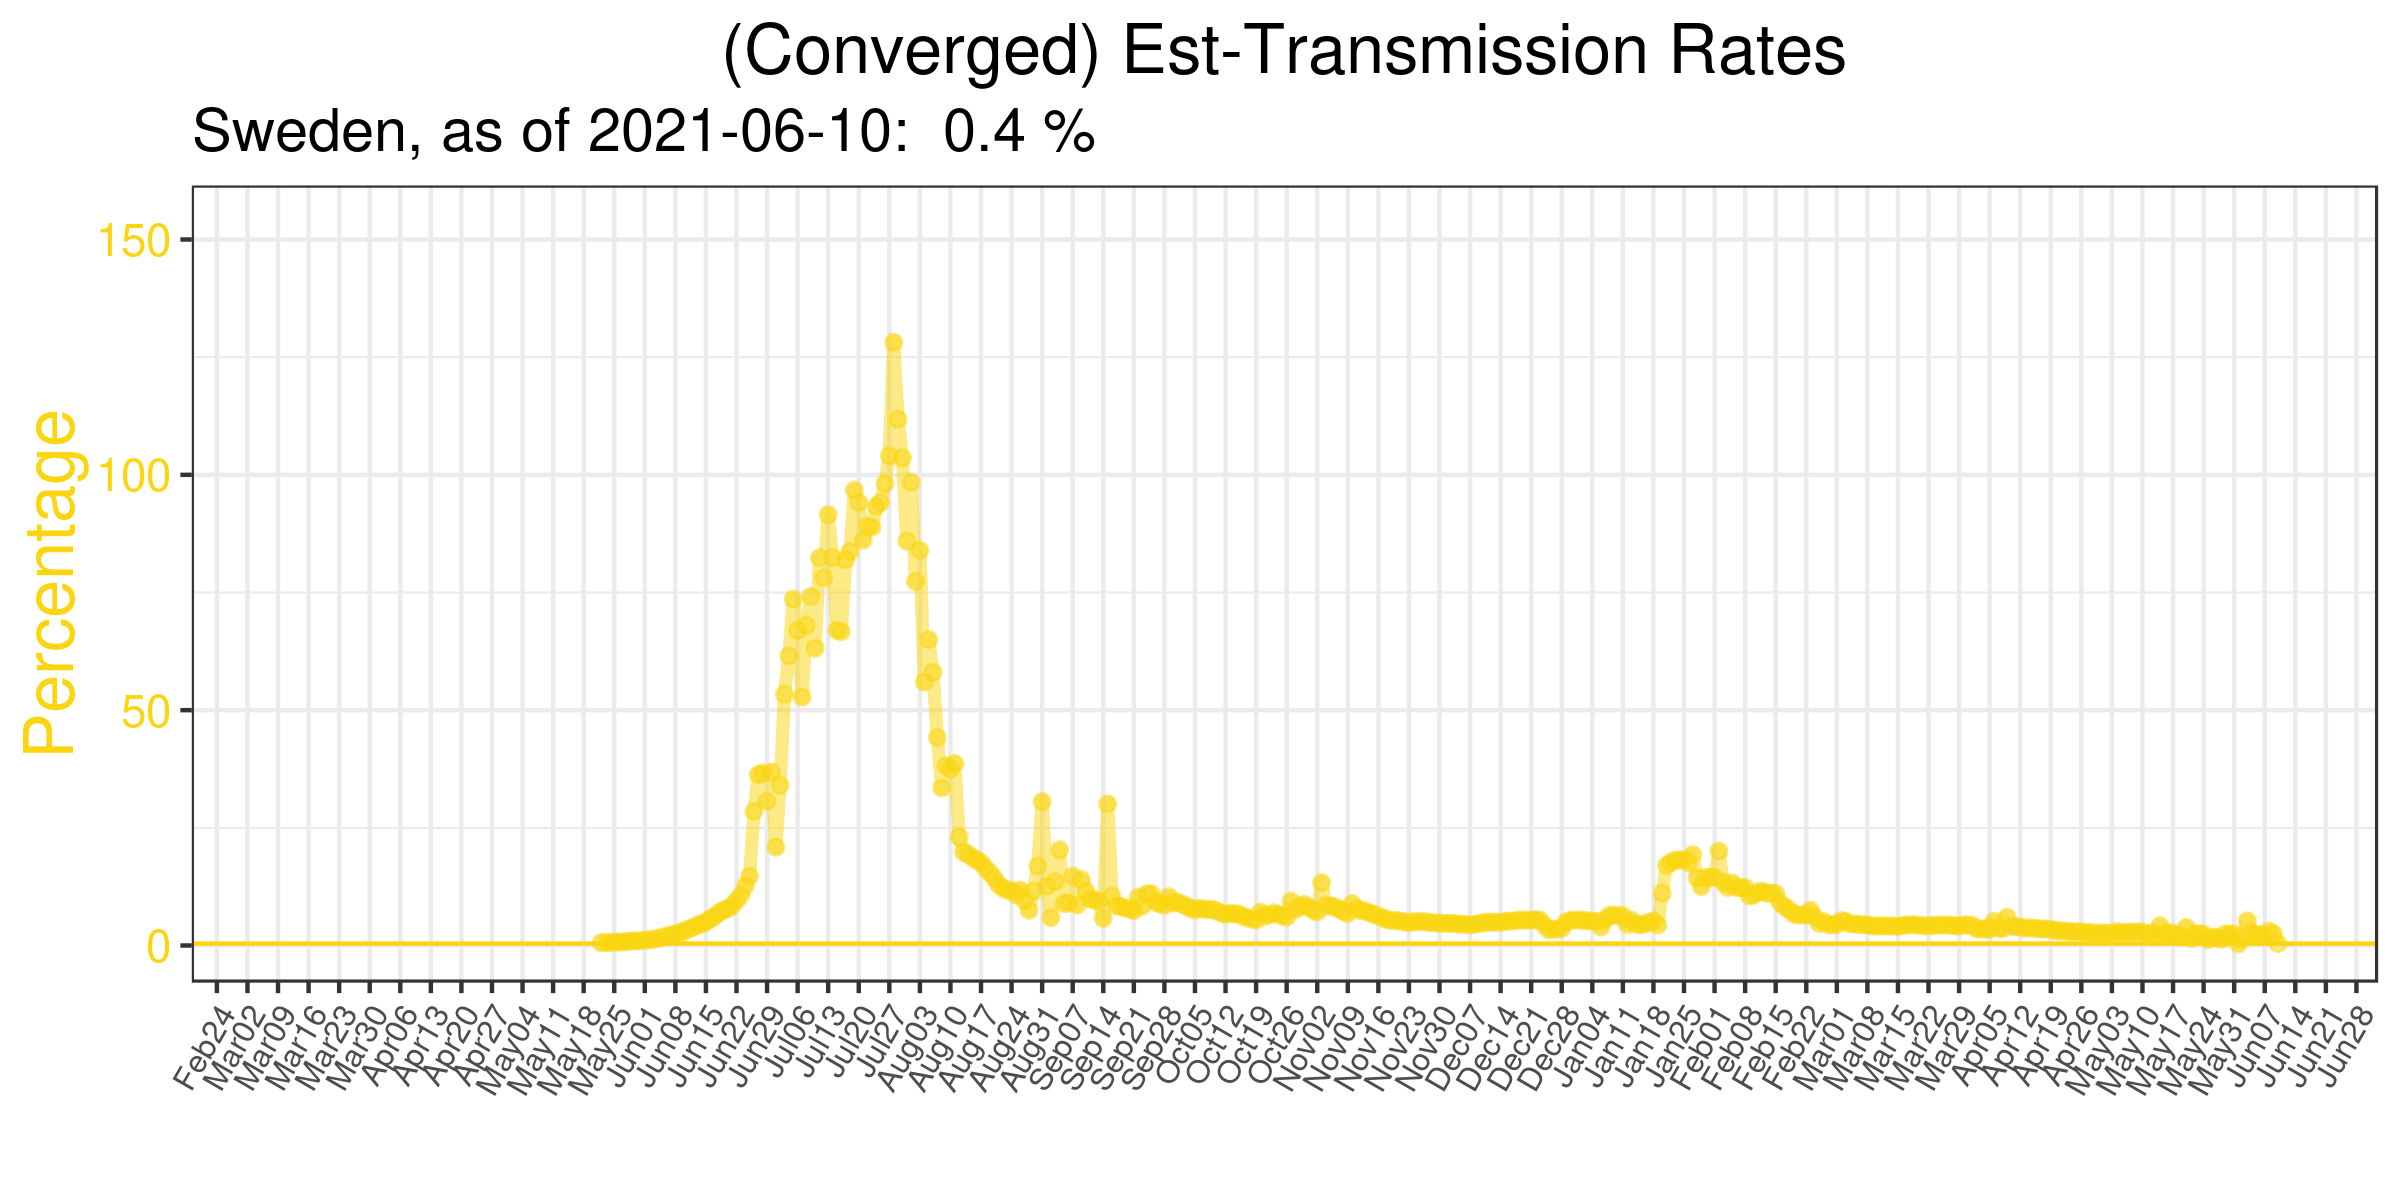 (Converged) Est-Transmission Rates
Sweden, as of 2021-06-10:  0.4 %
Percentage
150
100
50
0
Feb24
Mar02
Mar09
Mar16
Mar23
Mar30
Apr06
Apr13
Apr20
Apr27
May04
May11
May18
May25
Jun01
Jun08
Jun15
Jun22
Jun29
Jul06
Jul13
Jul20
Jul27
Aug03
Aug10
Aug17
Aug24
Aug31
Sep07
Sep14
Sep21
Sep28
Oct05
Oct12
Oct19
Oct26
Nov02
Nov09
Nov16
Nov23
Nov30
Dec07
Dec14
Dec21
Dec28
Jan04
Jan11
Jan18
Jan25
Feb01
Feb08
Feb15
Feb22
Mar01
Mar08
Mar15
Mar22
Mar29
Apr05
Apr12
Apr19
Apr26
May03
May10
May17
May24
May31
Jun07
Jun14
Jun21
Jun28